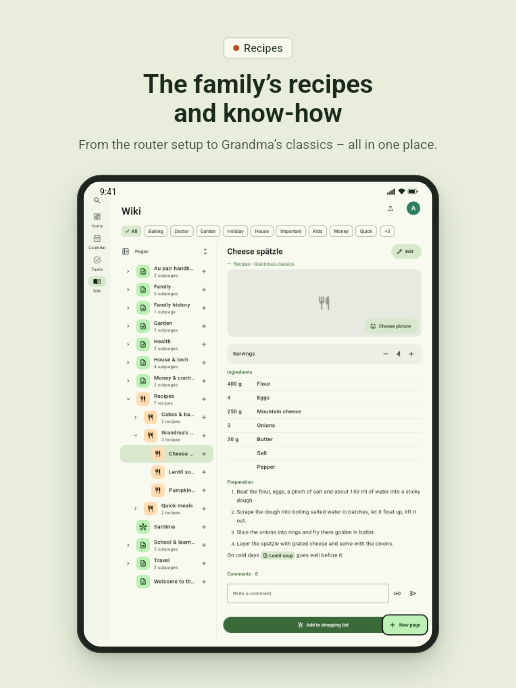 Recipes
The family's recipes
and know-how
From the router setup to Grandma's classics – all in one place.
9:41
Wiki
A
Home
Calendar
Tasks
Wiki
All
Baking
Doctor
Garden
Holiday
House
Important
Kids
Money
Quick
+3
Pages
Au pair handb...
2 subpages
Family
3 subpages
Family history
1 subpage
Garden
2 subpages
Health
2 subpages
House & tech
4 subpages
Money & contr...
3 subpages
Recipes
7 recipes
Cakes & ba...
2 recipes
Grandma's ...
3 recipes
Cheese ...
Lentil so...
Pumpkin...
Quick meals
2 recipes
Sardinia
School & learn...
2 subpages
Travel
2 subpages
Welcome to th...
Cheese spätzle
Edit
Recipes › Grandma's classics
Choose picture
Servings
− 4 +
Ingredients
400 g Flour
4 Eggs
250 g Mountain cheese
3 Onions
30 g Butter
Salt
Pepper
Preparation
1. Beat the flour, eggs, a pinch of salt and about 150 ml of water into a sticky
dough.
2. Scrape the dough into boiling salted water in batches, let it float up, lift it
out.
3. Slice the onions into rings and fry them golden in butter.
4. Layer the spätzle with grated cheese and serve with the onions.
On cold days Lentil soup goes well before it.
Comments · 0
Write a comment
Add to shopping list
+ New page